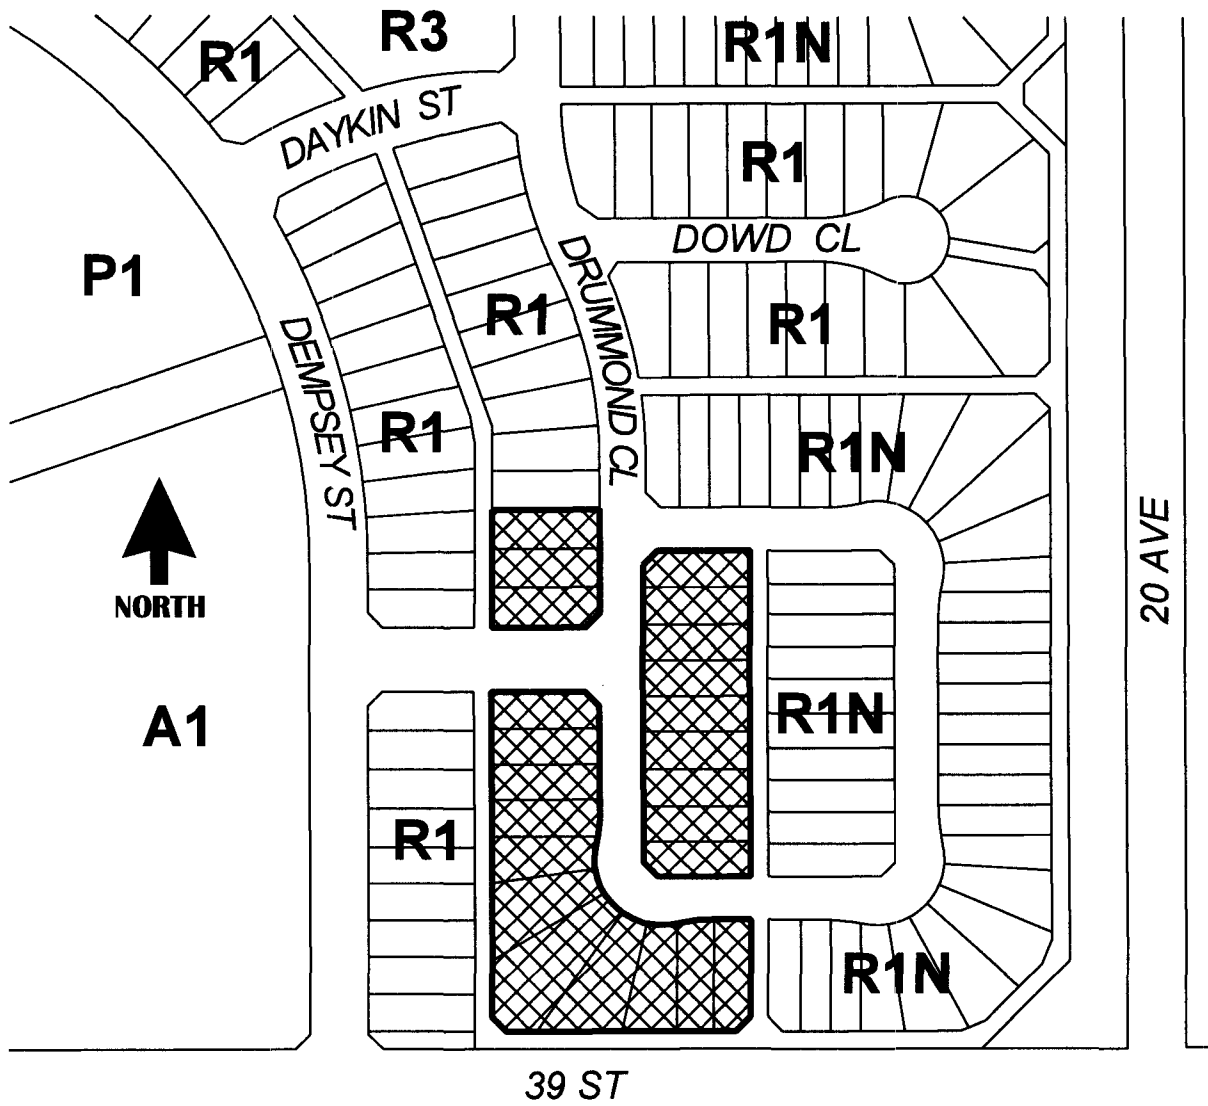 R3
R1N
R1
DAYKIN ST
R1
DOWD CL
P1
DRUMMOND CL
R1
R1
DEMPSEY ST
R1
R1N
20 AVE
NORTH
A1
R1N
R1
R1N
39 ST